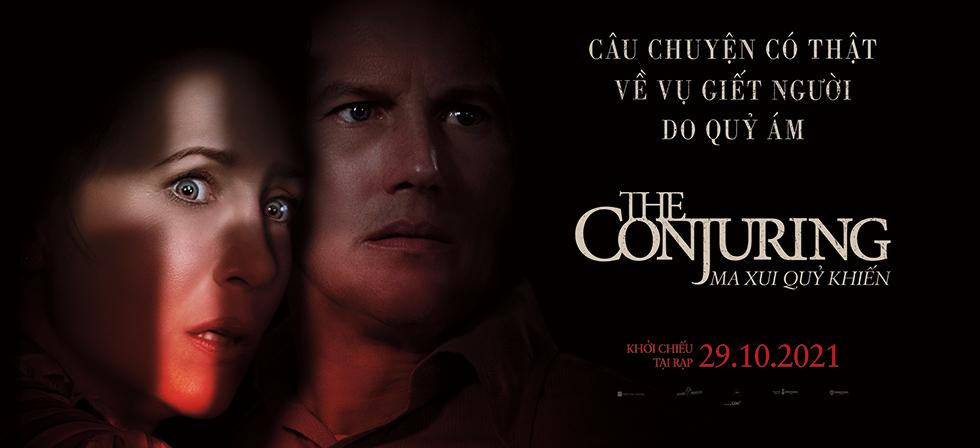 CÂU CHUYỆN CÓ THẬT
VỀ VỤ GIẾT NGƯỜI
DO QUỶ ÁM
THE
CONJURING
MA XUI QUỶ KHIẾN
KHỞI CHIẾU
TẠI RẠP 29.10.2021